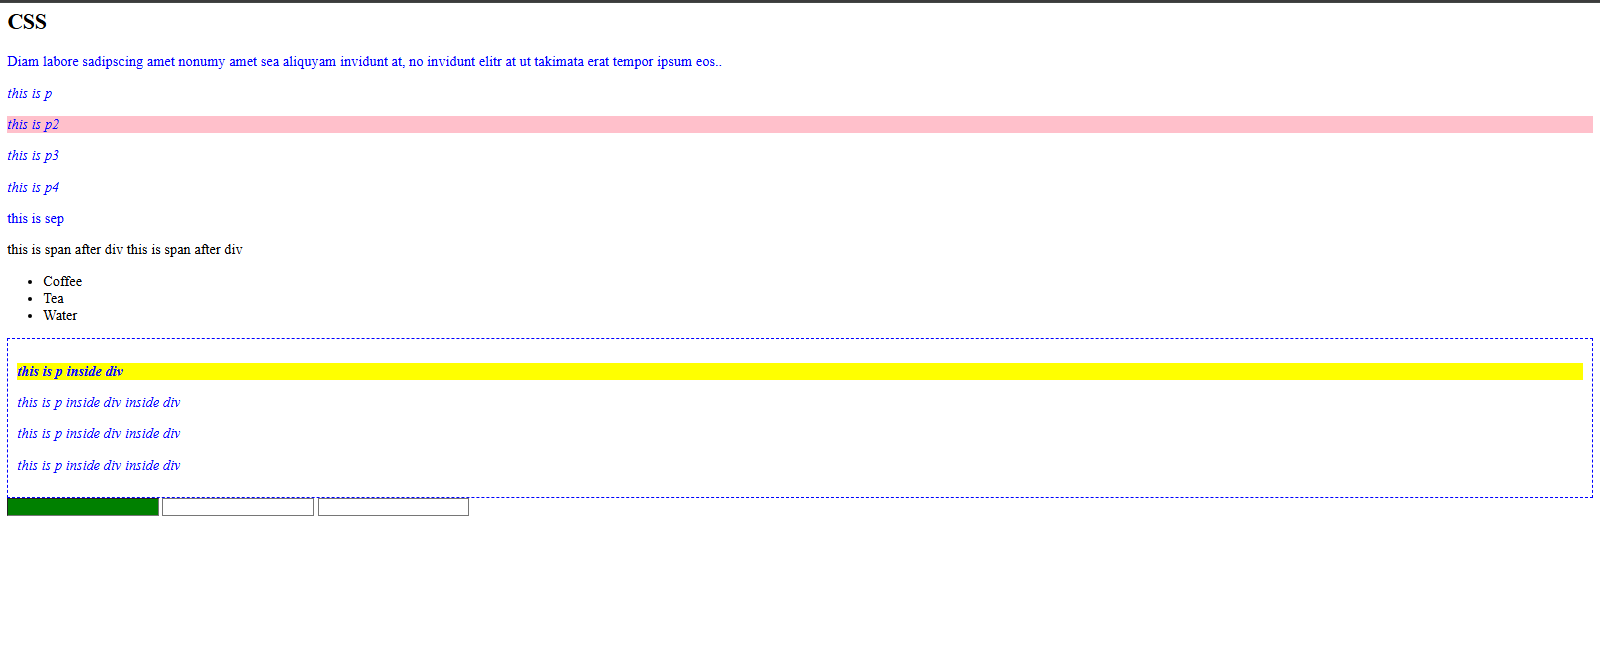 CSS
Diam labore sadipscing amet nonumy amet sea aliquyam invidunt at, no invidunt elitr at ut takimata erat tempor ipsum eos..
this is p
this is p2
this is p3
this is p4
this is sep
this is span after div this is span after div
Coffee
Tea
Water
this is p inside div
this is p inside div inside div
this is p inside div inside div
this is p inside div inside div